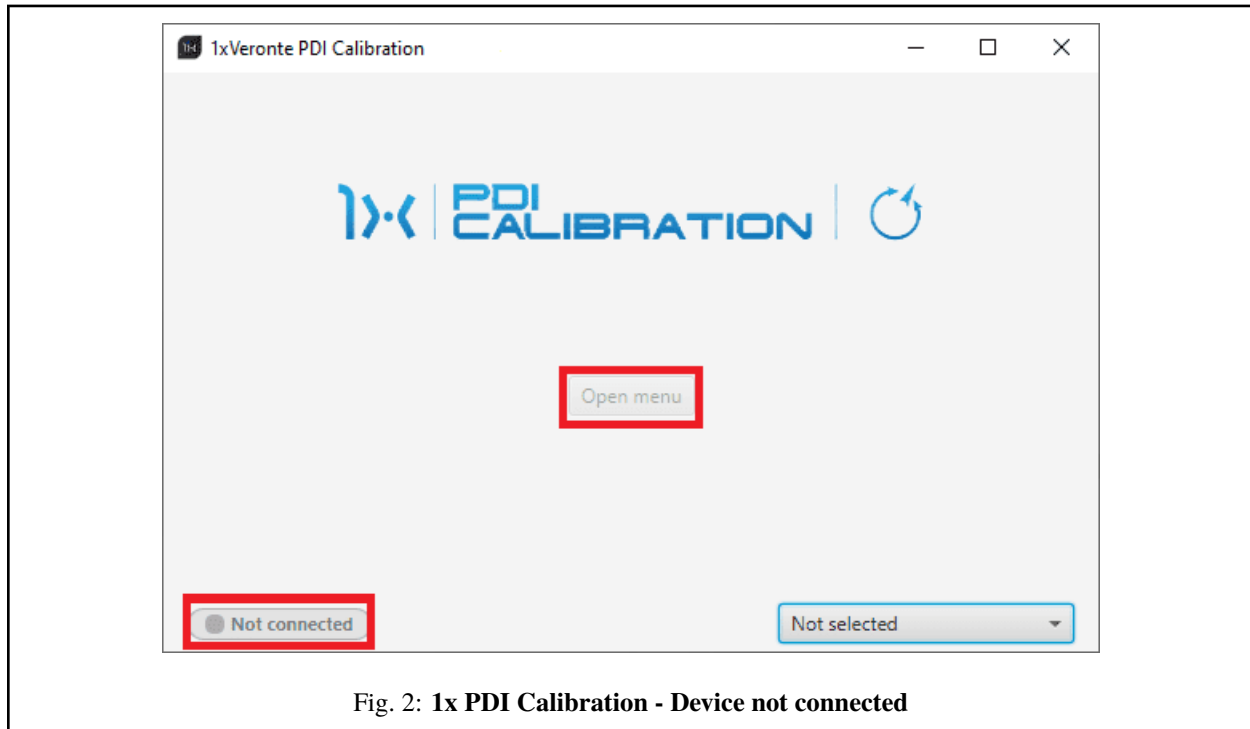 1xVeronte PDI Calibration
PDI
CALIBRATION
Open menu
Not connected
Not selected
Fig. 2: 1x PDI Calibration - Device not connected